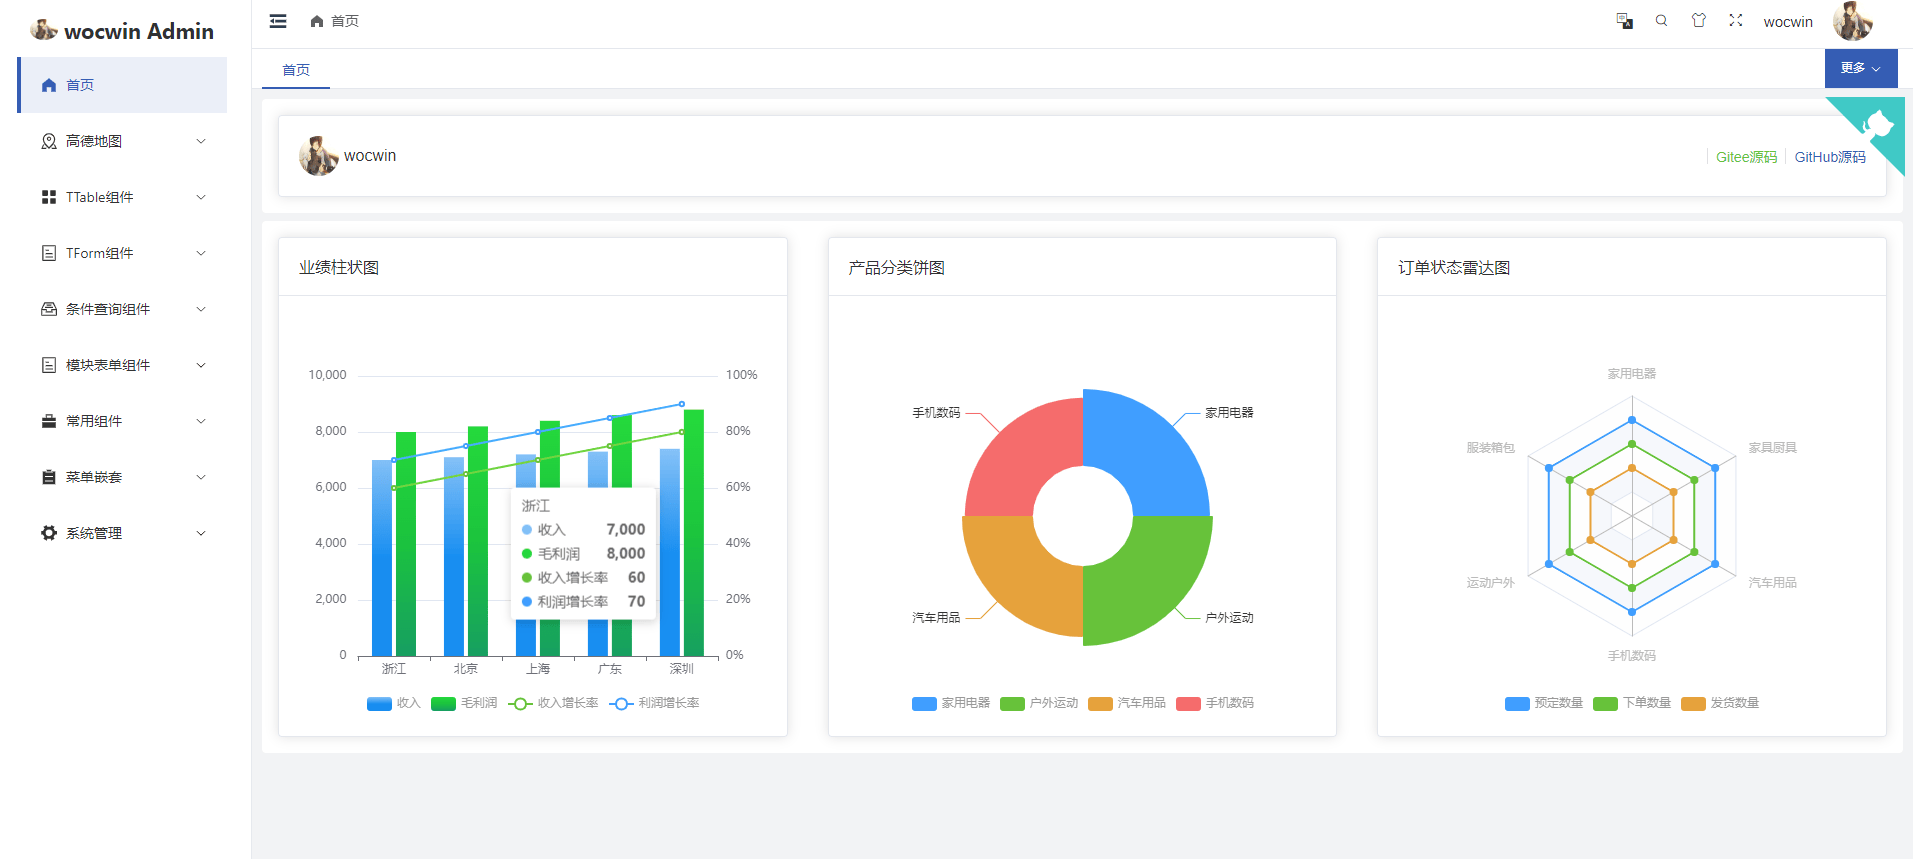 wocwin Admin
首页
高德地图
TTable组件
TForm组件
条件查询组件
模块表单组件
常用组件
菜单嵌套
系统管理
首页
wocwin
首页
更多
wocwin
Gitee源码
GitHub源码
业绩柱状图
10,000
8,000
6,000
4,000
2,000
0
100%
80%
60%
40%
20%
0%
浙江
收入 7,000
毛利润 8,000
收入增长率 60
利润增长率 70
浙江 北京 上海 广东 深圳
收入 毛利润 收入增长率 利润增长率
产品分类饼图
手机数码 家用电器
汽车用品 户外运动
家用电器 户外运动 汽车用品 手机数码
订单状态雷达图
家用电器
服装箱包 家具厨具
运动户外 汽车用品
手机数码
预定数量 下单数量 发货数量